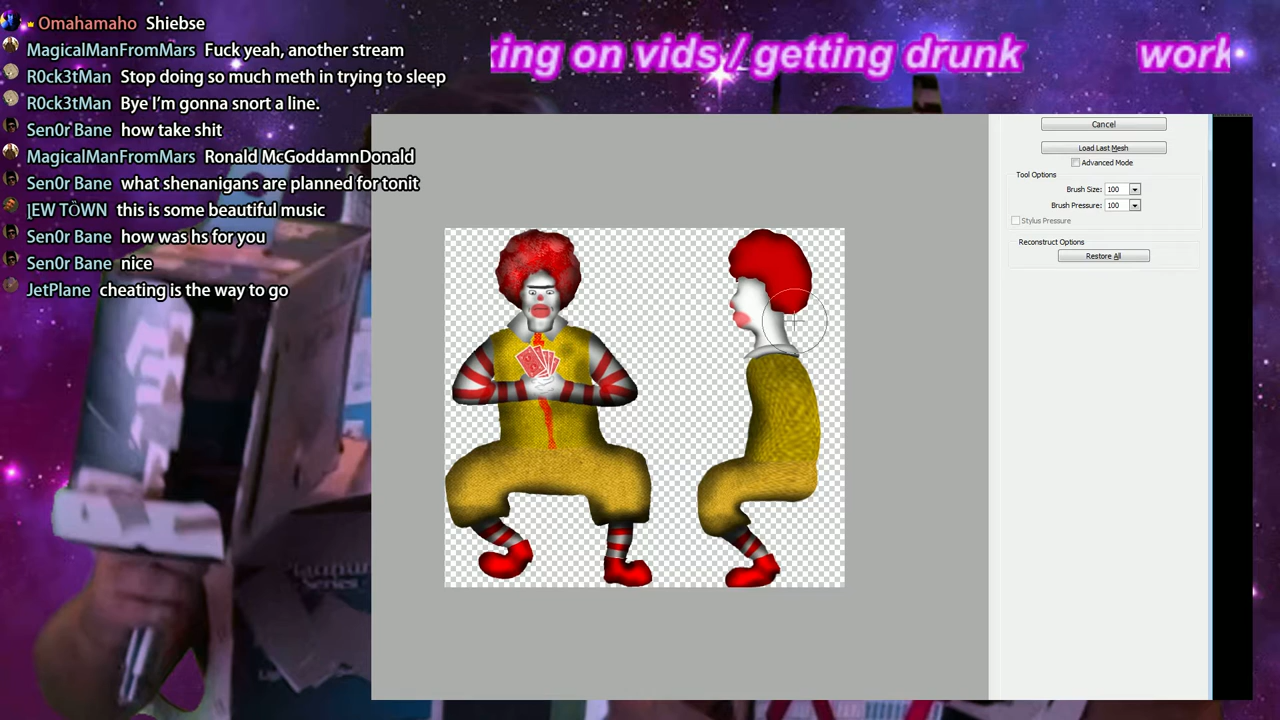 Omahamaho Shiebse
MagicalManFromMars Fuck yeah, another stream
R0ck3tMan Stop doing so much meth in trying to sleep
R0ck3tMan Bye I'm gonna snort a line.
Sen0r Bane how take shit
MagicalManFromMars Ronald McGoddamnDonald
Sen0r Bane what shenanigans are planned for tonit
]EW TȌWN this is some beautiful music
Sen0r Bane how was hs for you
Sen0r Bane nice
JetPlane cheating is the way to go
king on vids / getting drunk work
Cancel
Load Last Mesh
Advanced Mode
Tool Options
Brush Size: 100
Brush Pressure: 100
Stylus Pressure
Reconstruct Options
Restore All